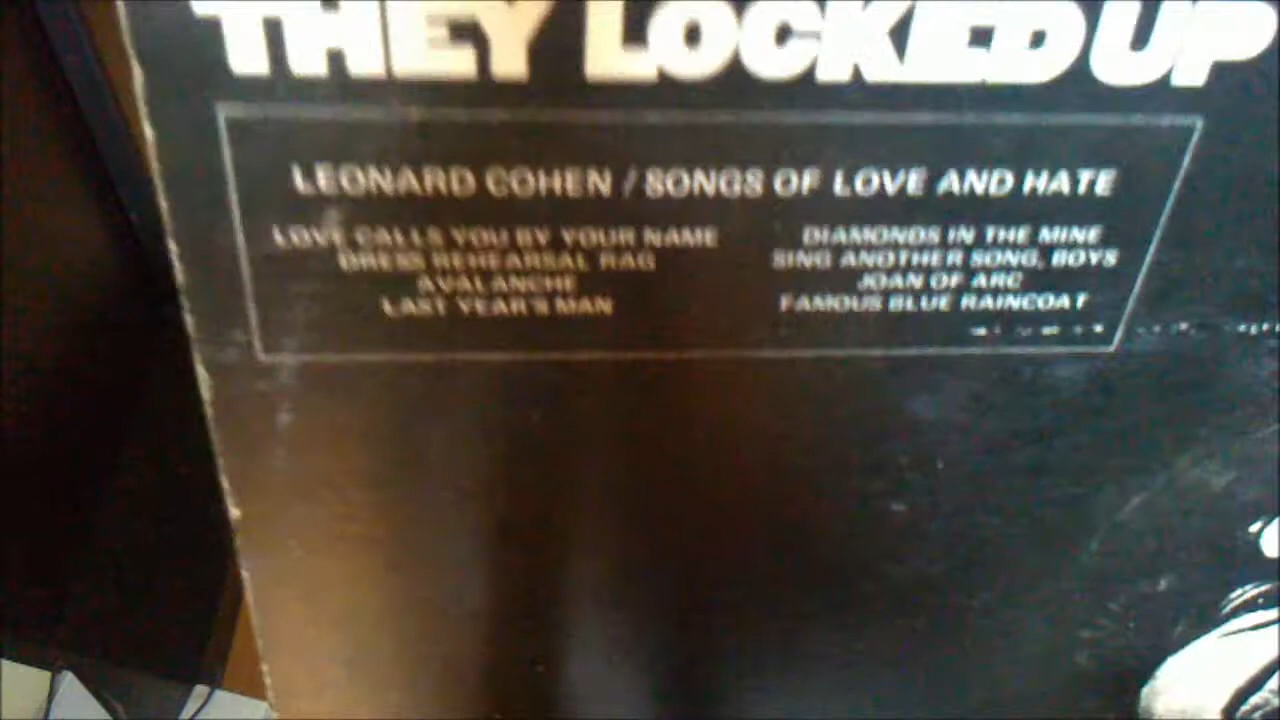 THEY LOCKED UP
LEONARD COHEN / SONGS OF LOVE AND HATE
LOVE CALLS YOU BY YOUR NAME
DRESS REHEARSAL RAG
AVALANCHE
LAST YEAR'S MAN
DIAMONDS IN THE MINE
SING ANOTHER SONG, BOYS
JOAN OF ARC
FAMOUS BLUE RAINCOAT